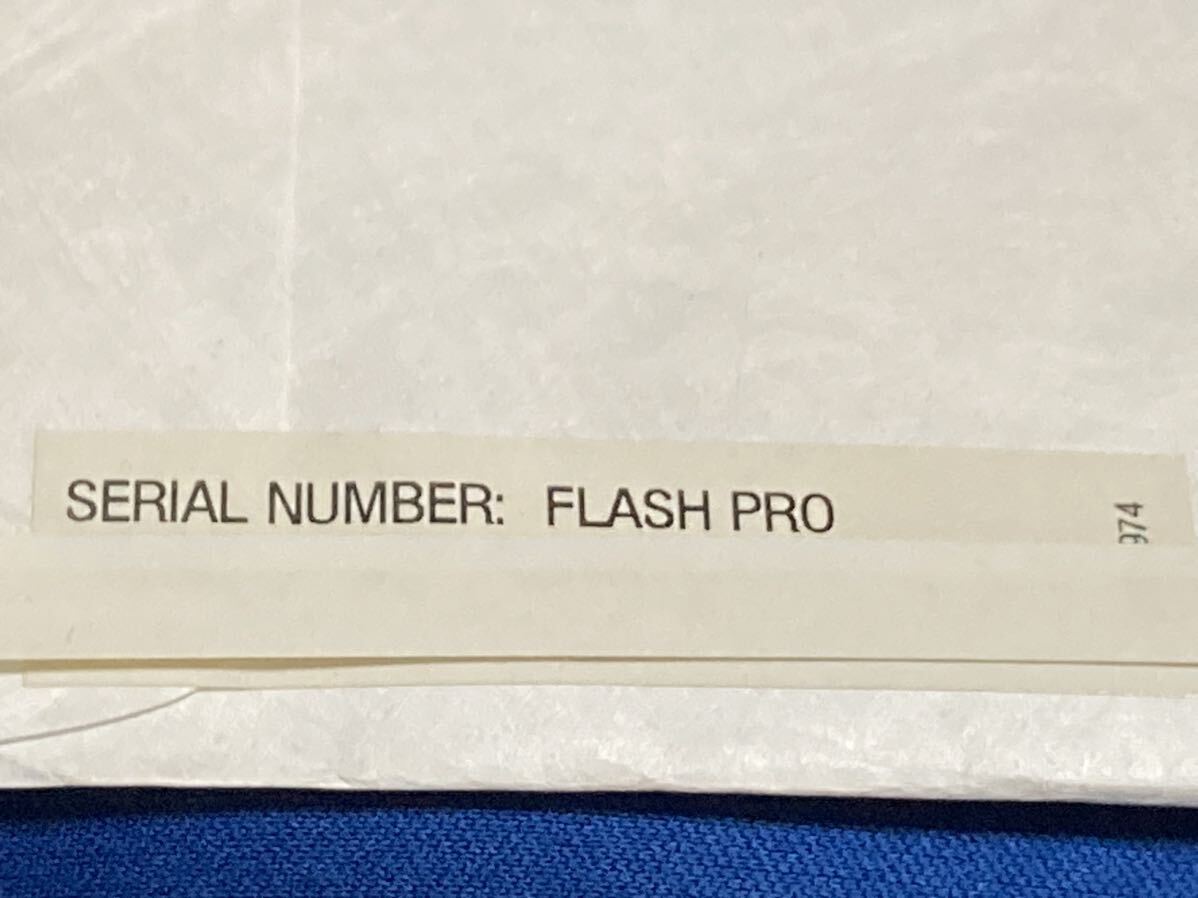 SERIAL NUMBER: FLASH PRO
974